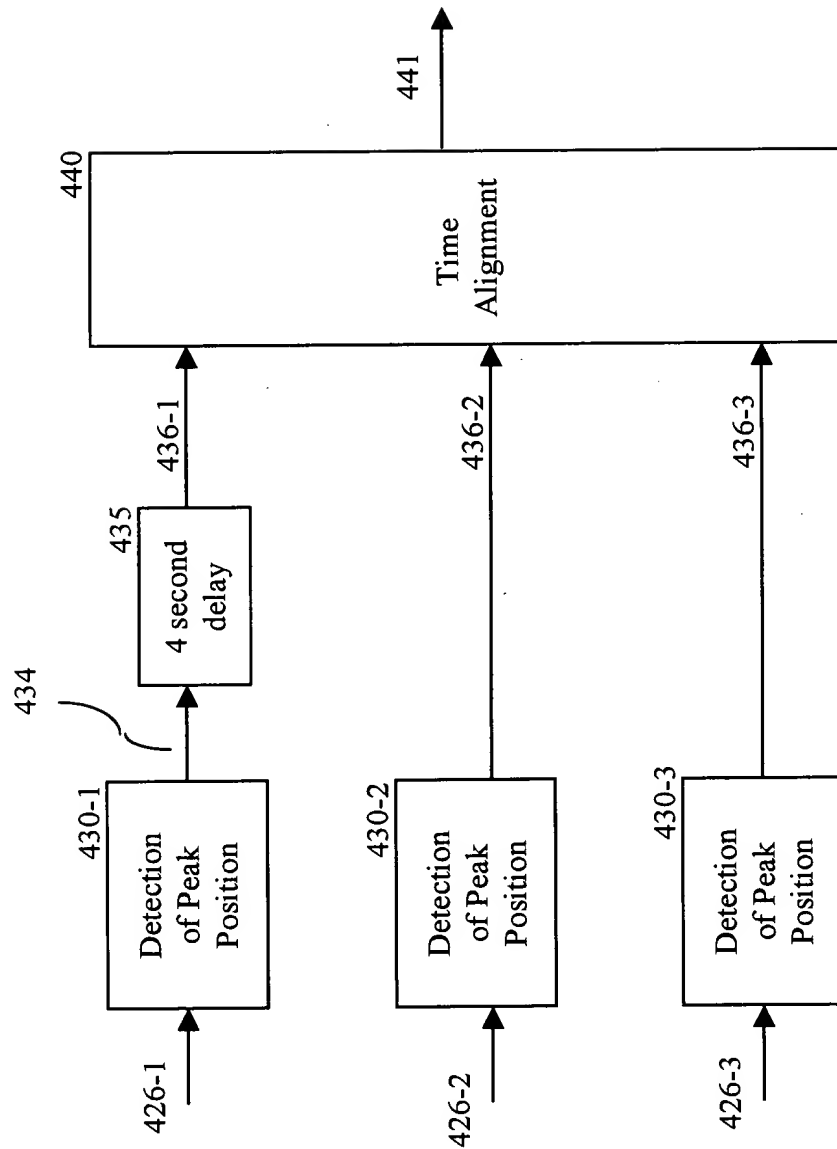 426-1
430-1
Detection
of Peak
Position
434
435
4 second
delay
436-1
426-2
430-2
Detection
of Peak
Position
436-2
426-3
430-3
Detection
of Peak
Position
436-3
440
Time
Alignment
441